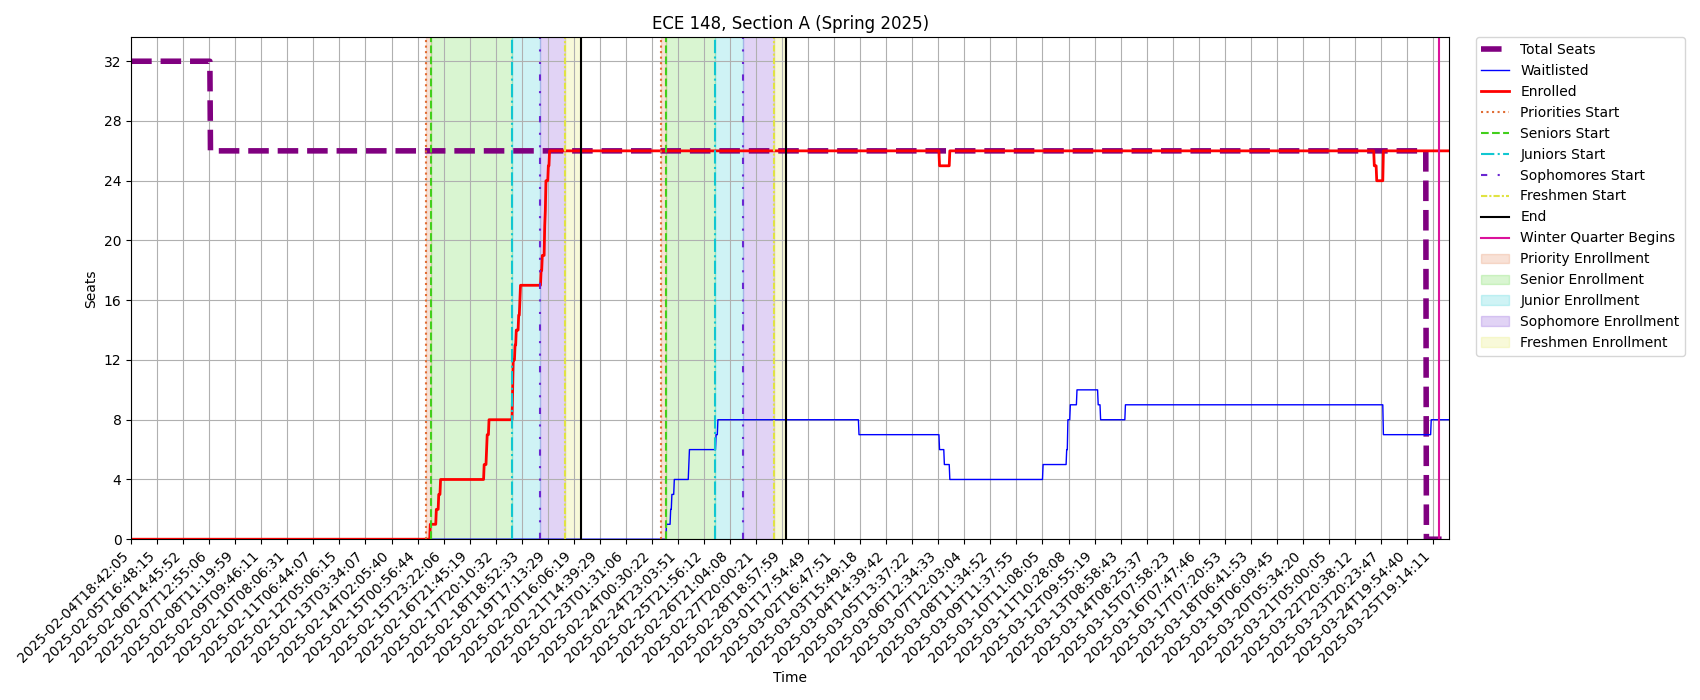 ECE 148, Section A (Spring 2025)
Total Seats
Waitlisted
Enrolled
Priorities Start
Seniors Start
Juniors Start
Sophomores Start
Freshmen Start
End
Winter Quarter Begins
Priority Enrollment
Senior Enrollment
Junior Enrollment
Sophomore Enrollment
Freshmen Enrollment
Seats
32
28
24
20
16
12
8
4
0
2025-02-04T18:42:05
2025-02-05T16:48:15
2025-02-06T14:45:52
2025-02-07T12:55:06
2025-02-08T11:19:59
2025-02-09T09:46:11
2025-02-10T08:06:31
2025-02-11T06:44:07
2025-02-12T05:06:15
2025-02-13T03:34:07
2025-02-14T02:05:40
2025-02-15T00:56:44
2025-02-15T23:22:06
2025-02-16T21:45:19
2025-02-17T20:10:32
2025-02-18T18:52:33
2025-02-19T17:13:29
2025-02-20T16:06:19
2025-02-21T14:39:29
2025-02-23T01:31:06
2025-02-24T00:30:22
2025-02-24T23:03:51
2025-02-25T21:56:12
2025-02-26T21:04:08
2025-02-27T20:00:21
2025-02-28T18:57:59
2025-03-01T17:54:49
2025-03-02T16:47:51
2025-03-03T15:49:18
2025-03-04T14:39:42
2025-03-05T13:37:22
2025-03-06T12:34:33
2025-03-07T12:03:04
2025-03-08T11:34:52
2025-03-09T11:37:55
2025-03-10T11:08:05
2025-03-11T10:28:08
2025-03-12T09:55:19
2025-03-13T08:58:43
2025-03-14T08:25:37
2025-03-15T07:58:23
2025-03-16T07:47:46
2025-03-17T07:20:53
2025-03-18T06:41:53
2025-03-19T06:09:45
2025-03-20T05:34:20
2025-03-21T05:00:05
2025-03-22T20:38:12
2025-03-23T20:23:47
2025-03-24T19:54:40
2025-03-25T19:14:11
Time